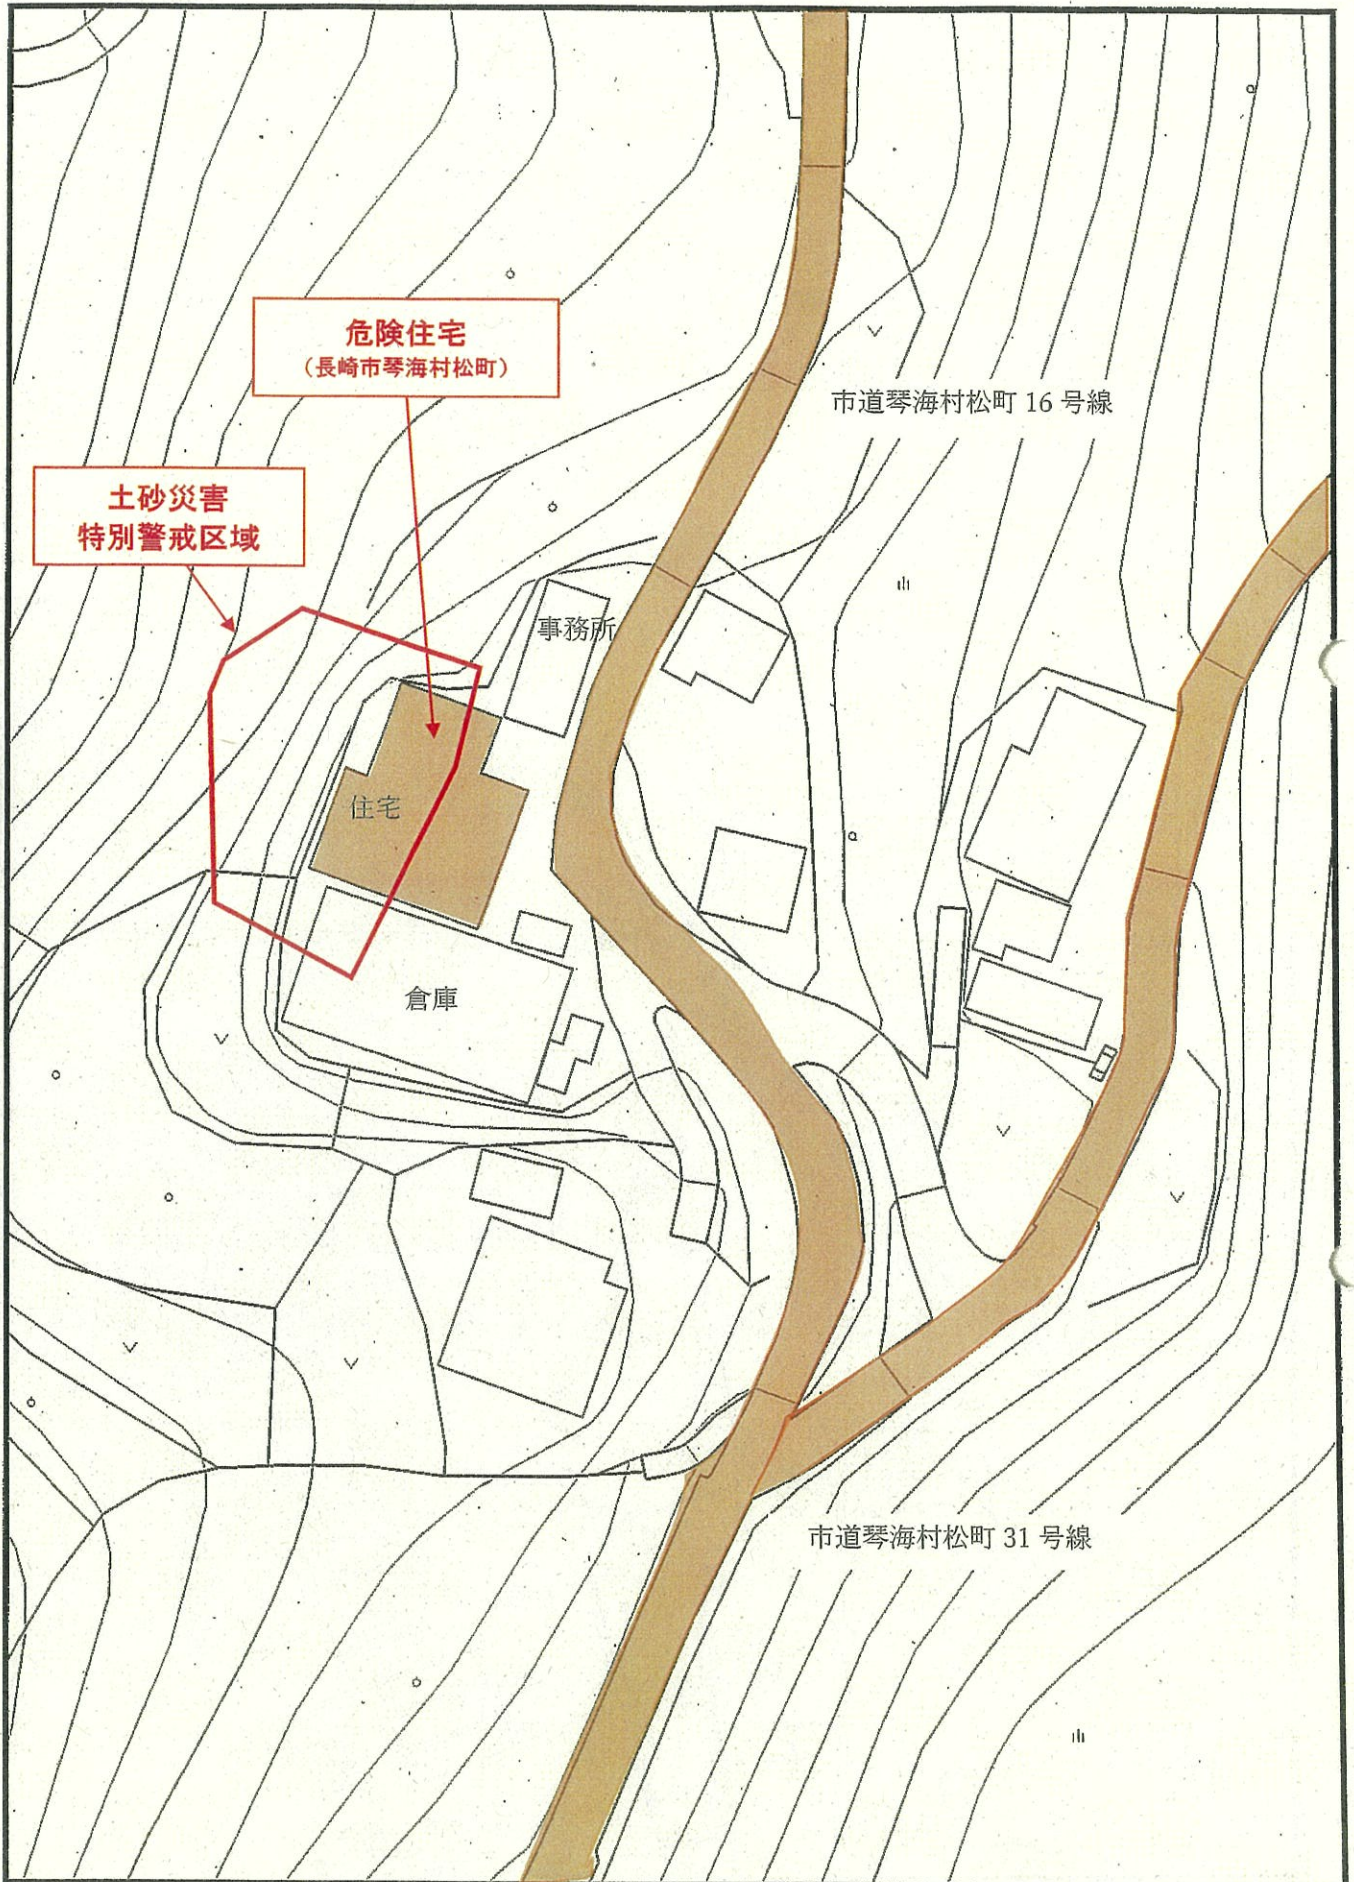 危険住宅
(長崎市琴海村松町)
市道琴海村松町 16 号線
土砂災害
特別警戒区域
事務所
住宅
倉庫
市道琴海村松町 31 号線